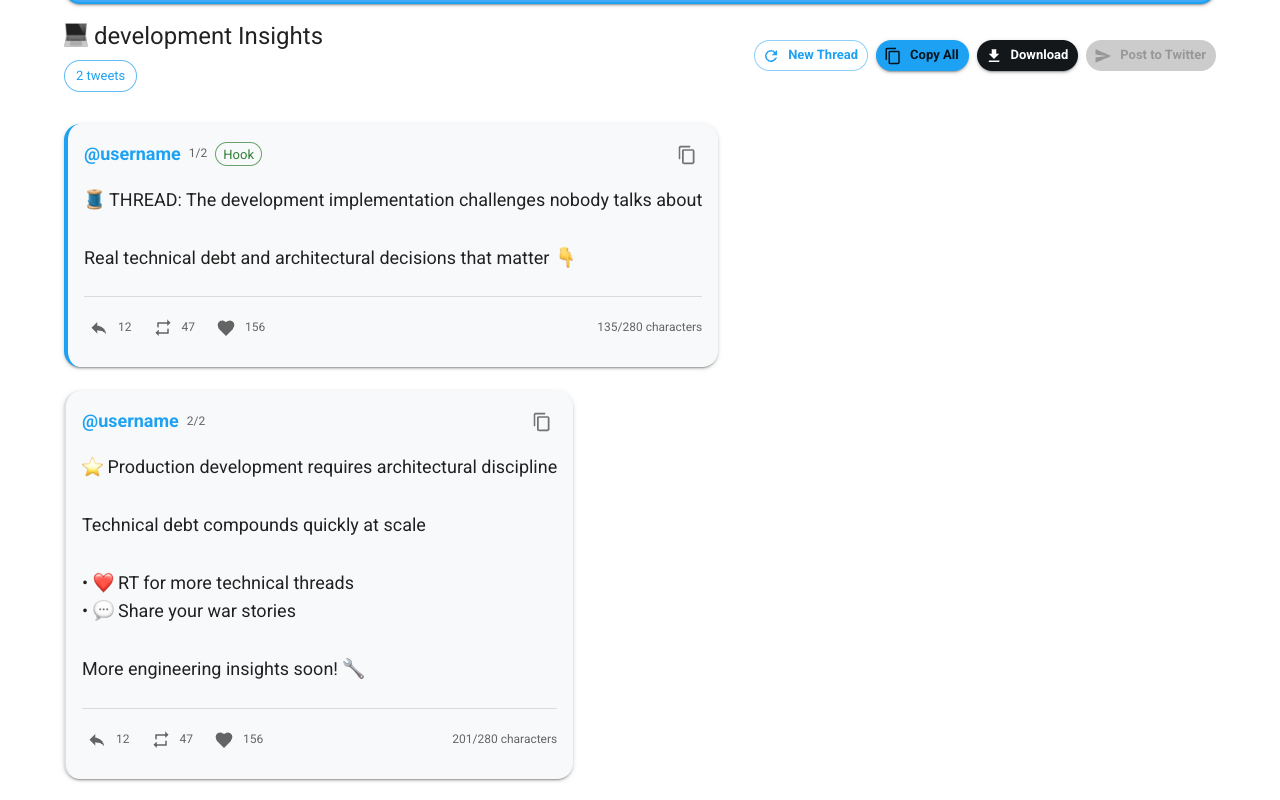 💻 development Insights
2 tweets
New Thread
Copy All
Download
Post to Twitter
@username 1/2 Hook
🧵 THREAD: The development implementation challenges nobody talks about
Real technical debt and architectural decisions that matter 👇
12 47 156 135/280 characters
@username 2/2
⭐ Production development requires architectural discipline
Technical debt compounds quickly at scale
• ❤️ RT for more technical threads
• 💬 Share your war stories
More engineering insights soon! 🔧
12 47 156 201/280 characters